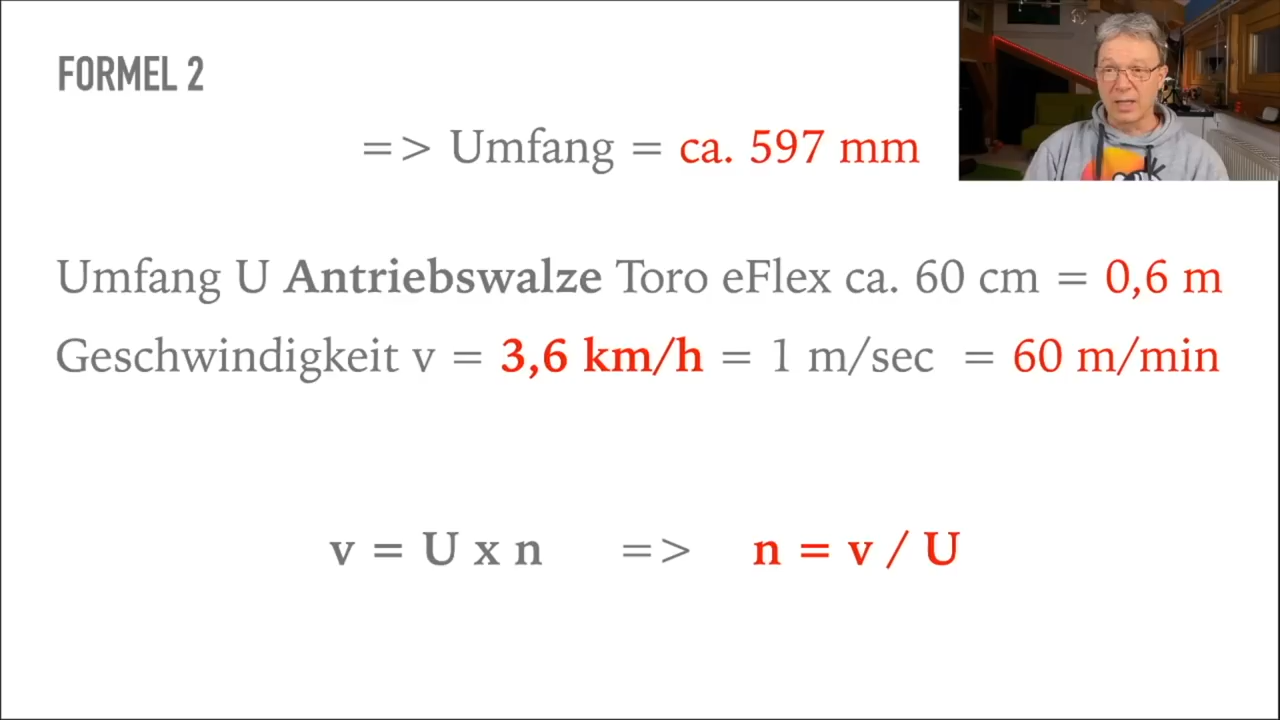 FORMEL 2
=> Umfang = ca. 597 mm
Umfang U Antriebswalze Toro eFlex ca. 60 cm = 0,6 m
Geschwindigkeit v = 3,6 km/h = 1 m/sec = 60 m/min
v = U x n => n = v / U